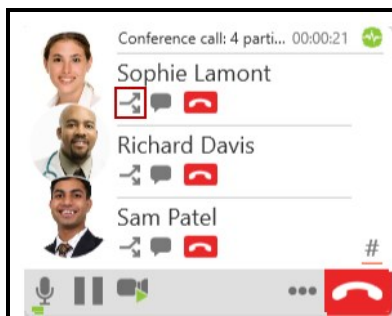 Conference call: 4 parti... 00:00:21
Sophie Lamont
Richard Davis
Sam Patel
#